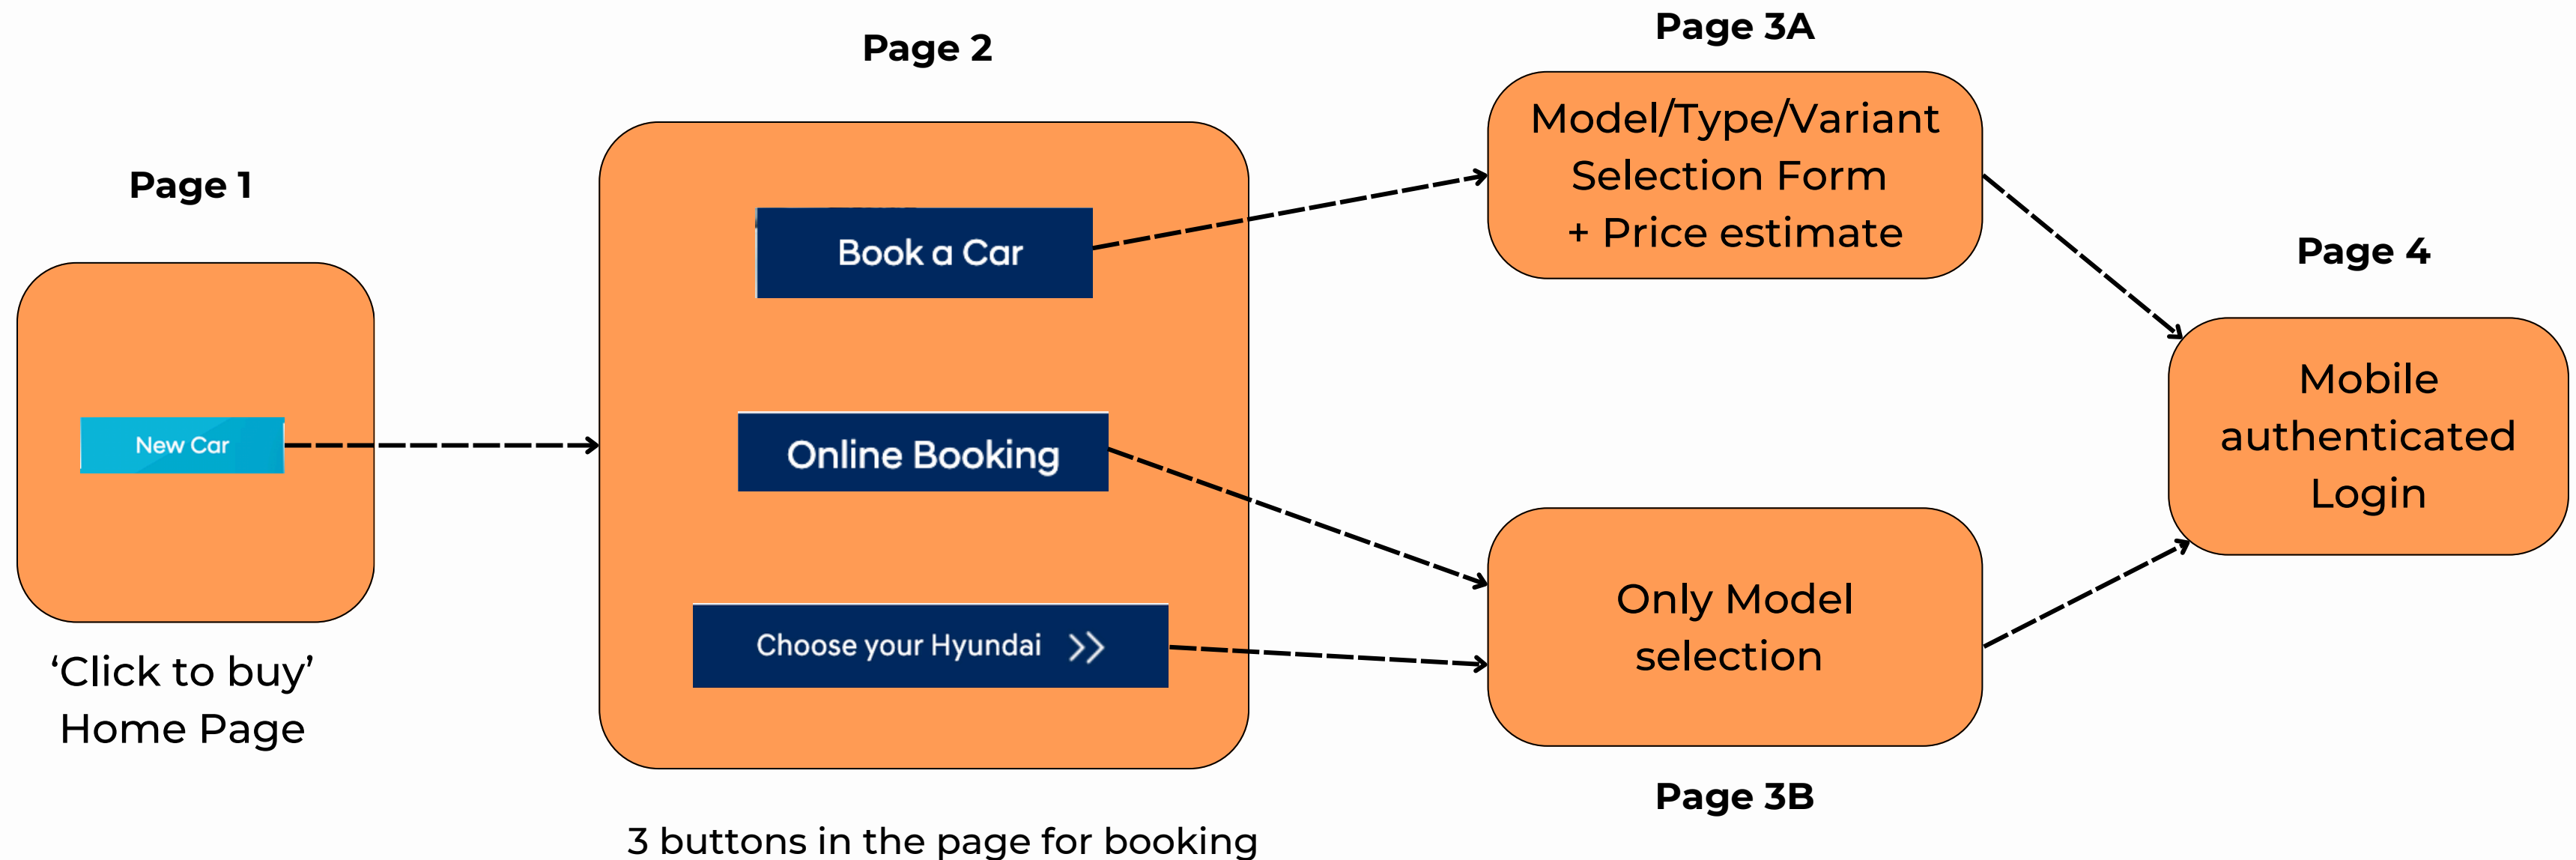 Page 1
New Car
‘Click to buy’
Home Page
Page 2
Book a Car
Online Booking
Choose your Hyundai >>
3 buttons in the page for booking
Page 3A
Model/Type/Variant
Selection Form
+ Price estimate
Only Model
selection
Page 3B
Page 4
Mobile
authenticated
Login